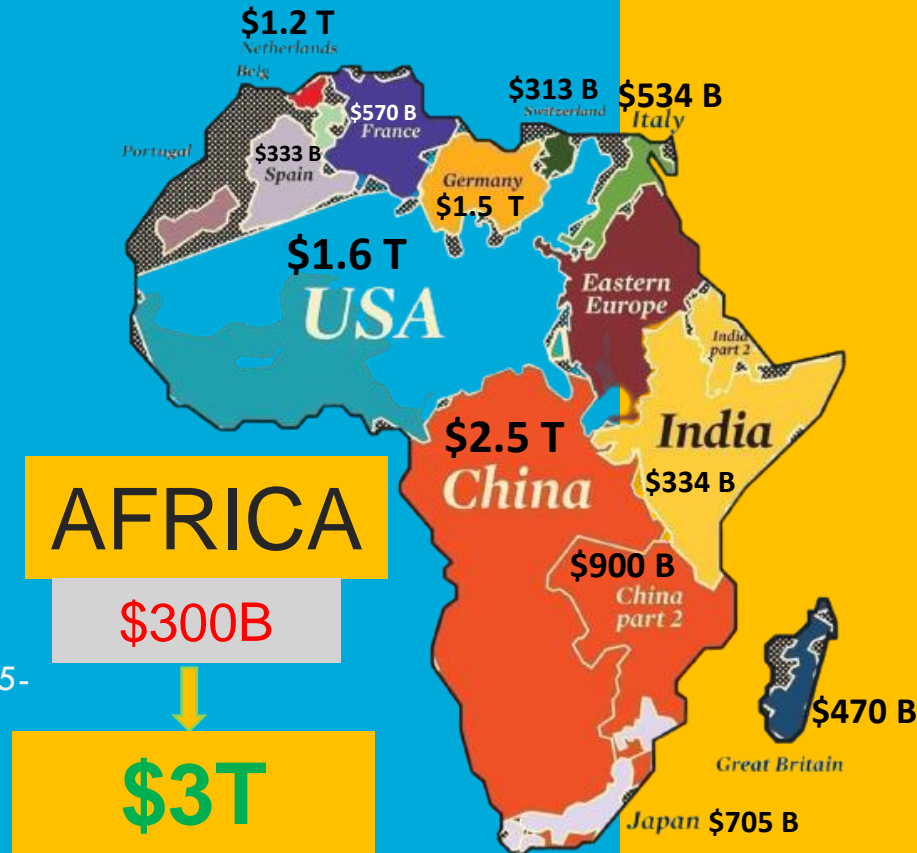 $1.2 T
Netherlands
Belg
$313 B
Switzerland
$534 B
Italy
$570 B
France
Portugal
$333 B
Spain
Germany
$1.5 T
$1.6 T
USA
Eastern
Europe
India
part 2
India
$334 B
$2.5 T
China
AFRICA
$300B
5-
$3T
$900 B
China
part 2
$470 B
Great Britain
Japan $705 B